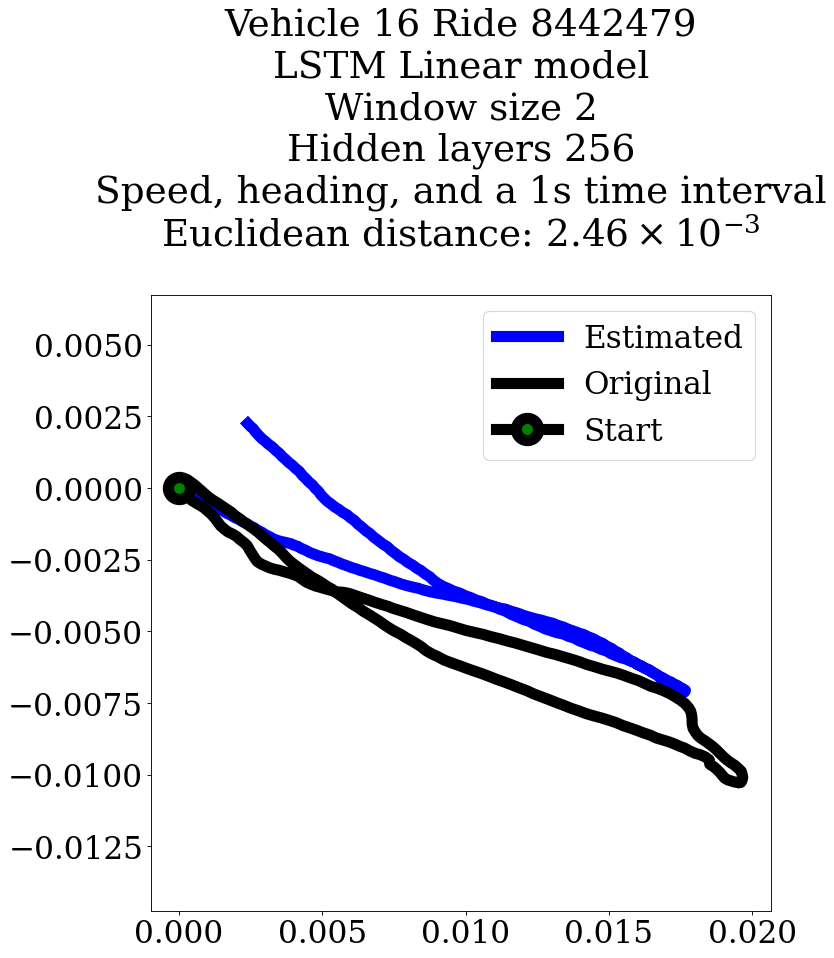 Vehicle 16 Ride 8442479
LSTM Linear model
Window size 2
Hidden layers 256
Speed, heading, and a 1s time interval
Euclidean distance: 2.46 × 10⁻³
Estimated
Original
Start
0.0050
0.0025
0.0000
−0.0025
−0.0050
−0.0075
−0.0100
−0.0125
0.000 0.005 0.010 0.015 0.020